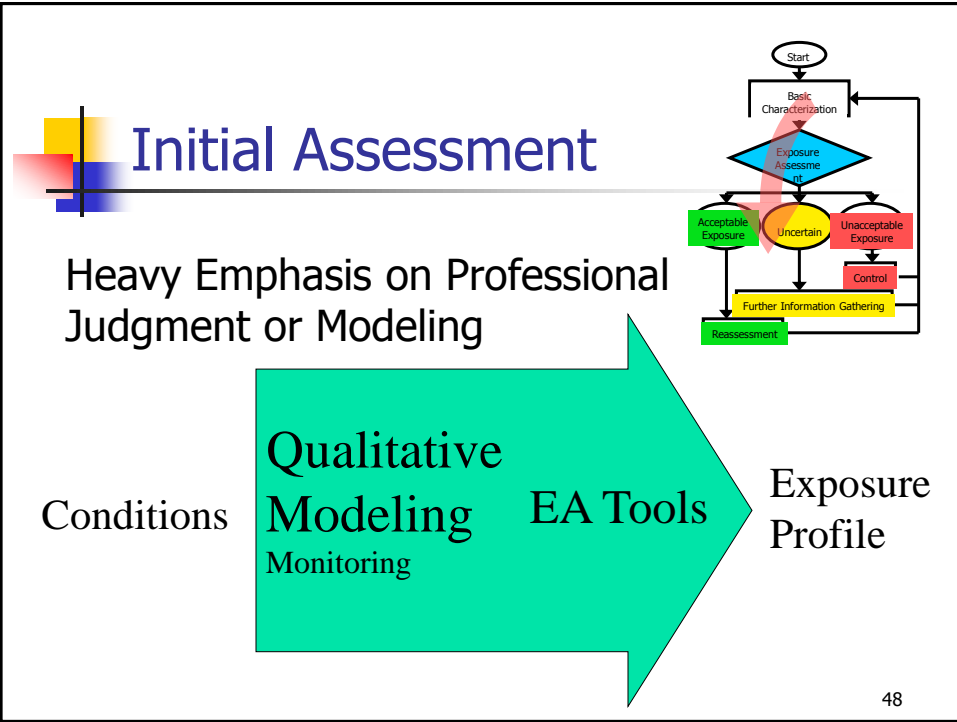 Initial Assessment
Start
Basic
Characterization
Exposure
Assessme
nt
Acceptable
Exposure
Uncertain
Unacceptable
Exposure
Control
Further Information Gathering
Reassessment
Heavy Emphasis on Professional
Judgment or Modeling
Conditions
Qualitative
Modeling
Monitoring
EA Tools
Exposure
Profile
48